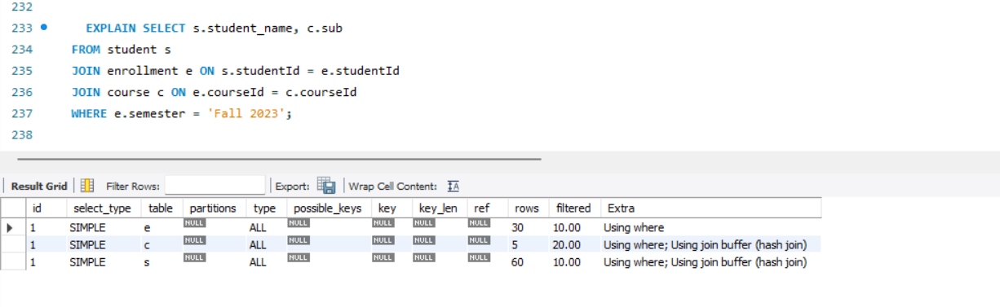 232
233 EXPLAIN SELECT s.student_name, c.sub
234 FROM student s
235 JOIN enrollment e ON s.studentId = e.studentId
236 JOIN course c ON e.courseId = c.courseId
237 WHERE e.semester = 'Fall 2023';
238
Result Grid Filter Rows: Export: Wrap Cell Content: IA
id select_type table partitions type possible_keys key key_len ref rows filtered Extra
1 SIMPLE e NULL ALL NULL NULL NULL NULL 30 10.00 Using where
1 SIMPLE c NULL ALL NULL NULL NULL NULL 5 20.00 Using where; Using join buffer (hash join)
1 SIMPLE s NULL ALL NULL NULL NULL NULL 60 10.00 Using where; Using join buffer (hash join)